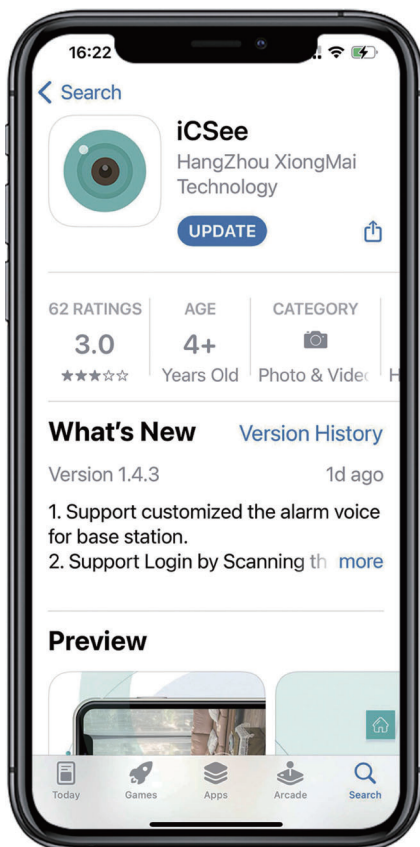 16:22
Search
iCSee
HangZhou XiongMai
Technology
UPDATE
62 RATINGS
AGE
CATEGORY
3.0
4+
Years Old
Photo & Vide
H
What's New
Version History
Version 1.4.3
1d ago
1. Support customized the alarm voice
for base station.
2. Support Login by Scanning th more
Preview
Today
Games
Apps
Arcade
Search